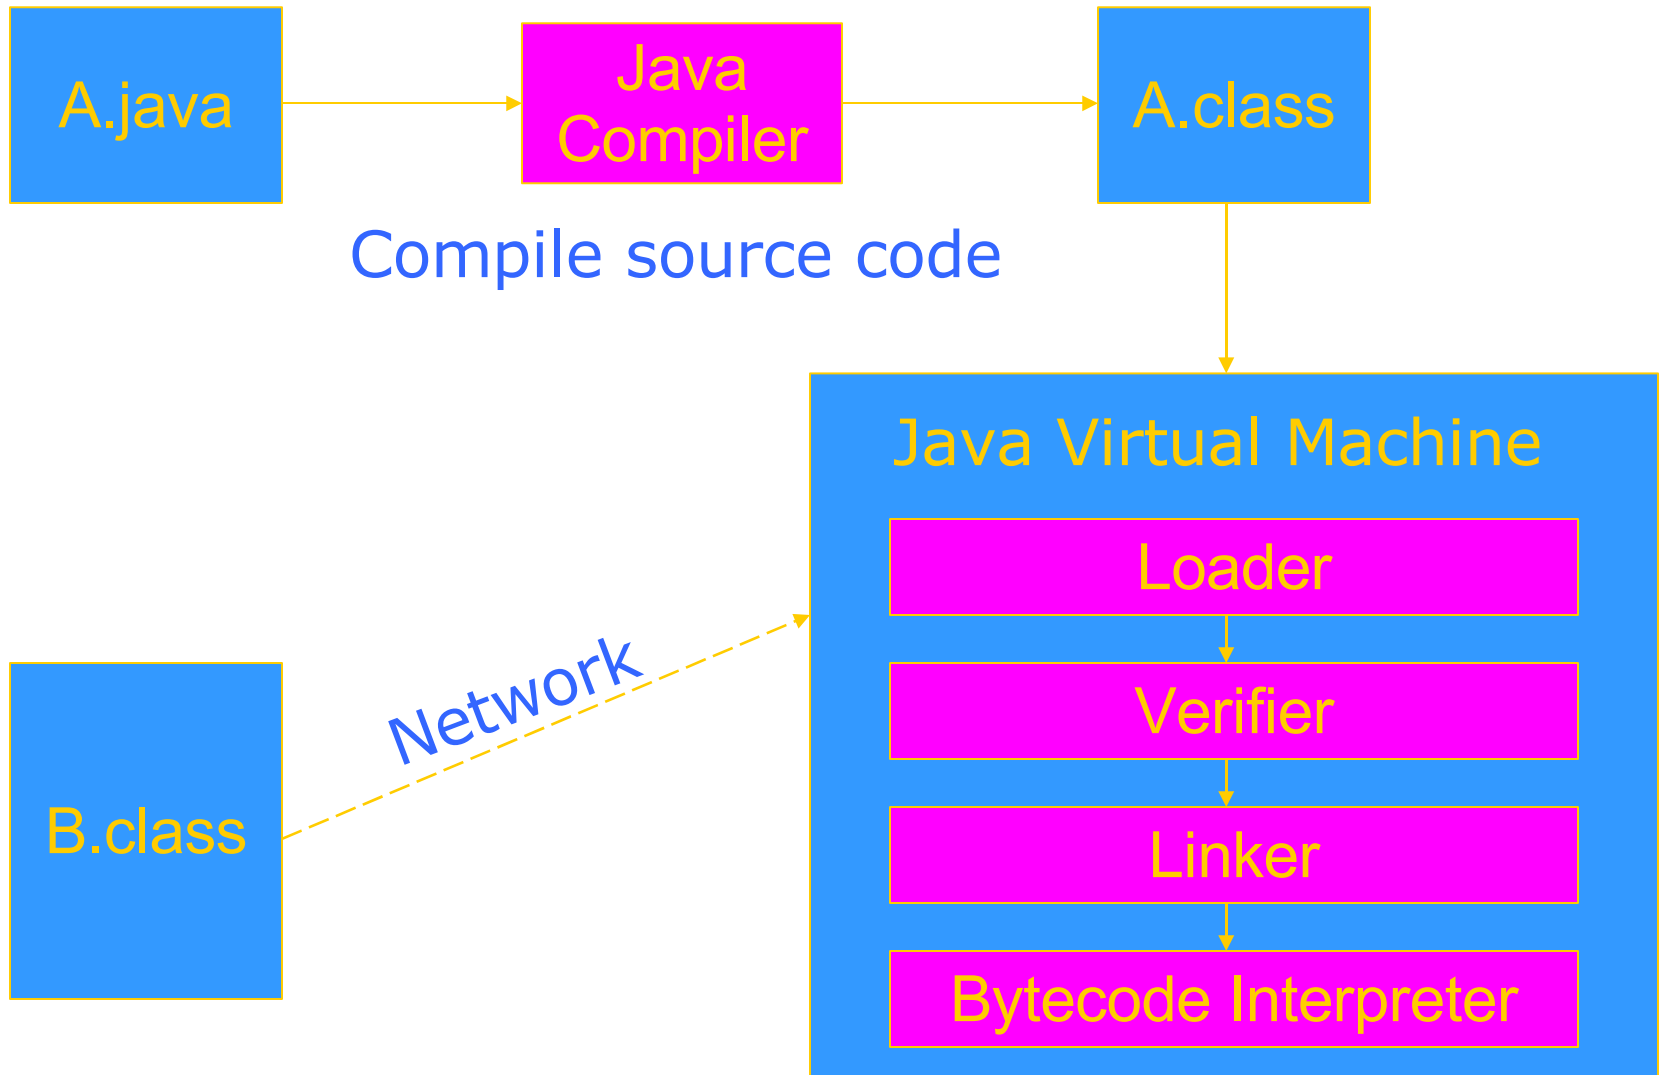 A.java
Java
Compiler
A.class
Compile source code
Java Virtual Machine
Loader
Network
Verifier
B.class
Linker
Bytecode Interpreter